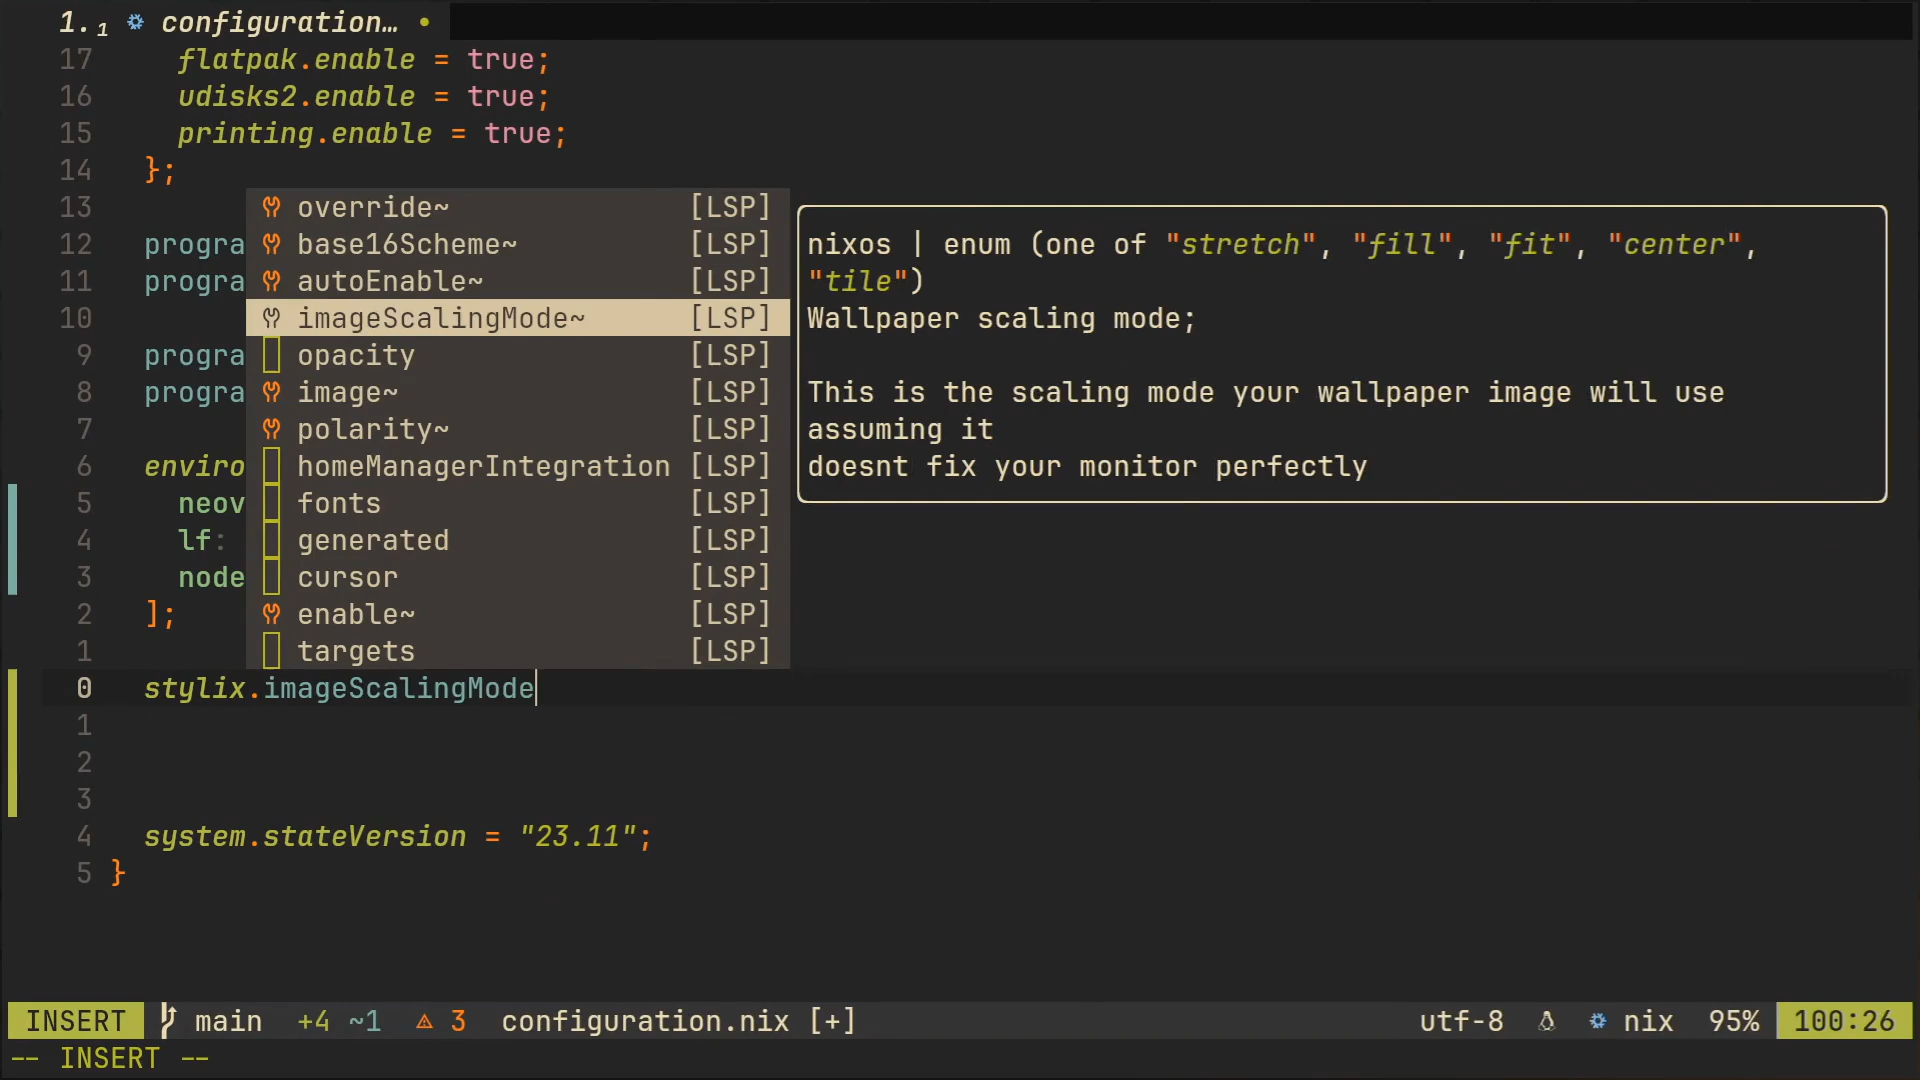 1.1 configuration…
17 flatpak.enable = true;
16 udisks2.enable = true;
15 printing.enable = true;
14 };
13
12 progra
11 progra
10
9 progra
8 progra
7
6 enviro
5 neov
4 lf:
3 node
2 ];
1
0 stylix.imageScalingMode
1
2
3
4 system.stateVersion = "23.11";
5 }
override~ [LSP]
base16Scheme~ [LSP]
autoEnable~ [LSP]
imageScalingMode~ [LSP]
opacity [LSP]
image~ [LSP]
polarity~ [LSP]
homeManagerIntegration [LSP]
fonts [LSP]
generated [LSP]
cursor [LSP]
enable~ [LSP]
targets [LSP]
nixos | enum (one of "stretch", "fill", "fit", "center",
"tile")
Wallpaper scaling mode;
This is the scaling mode your wallpaper image will use
assuming it
doesnt fix your monitor perfectly
INSERT main +4 ~1 3 configuration.nix [+] utf-8 nix 95% 100:26
-- INSERT --